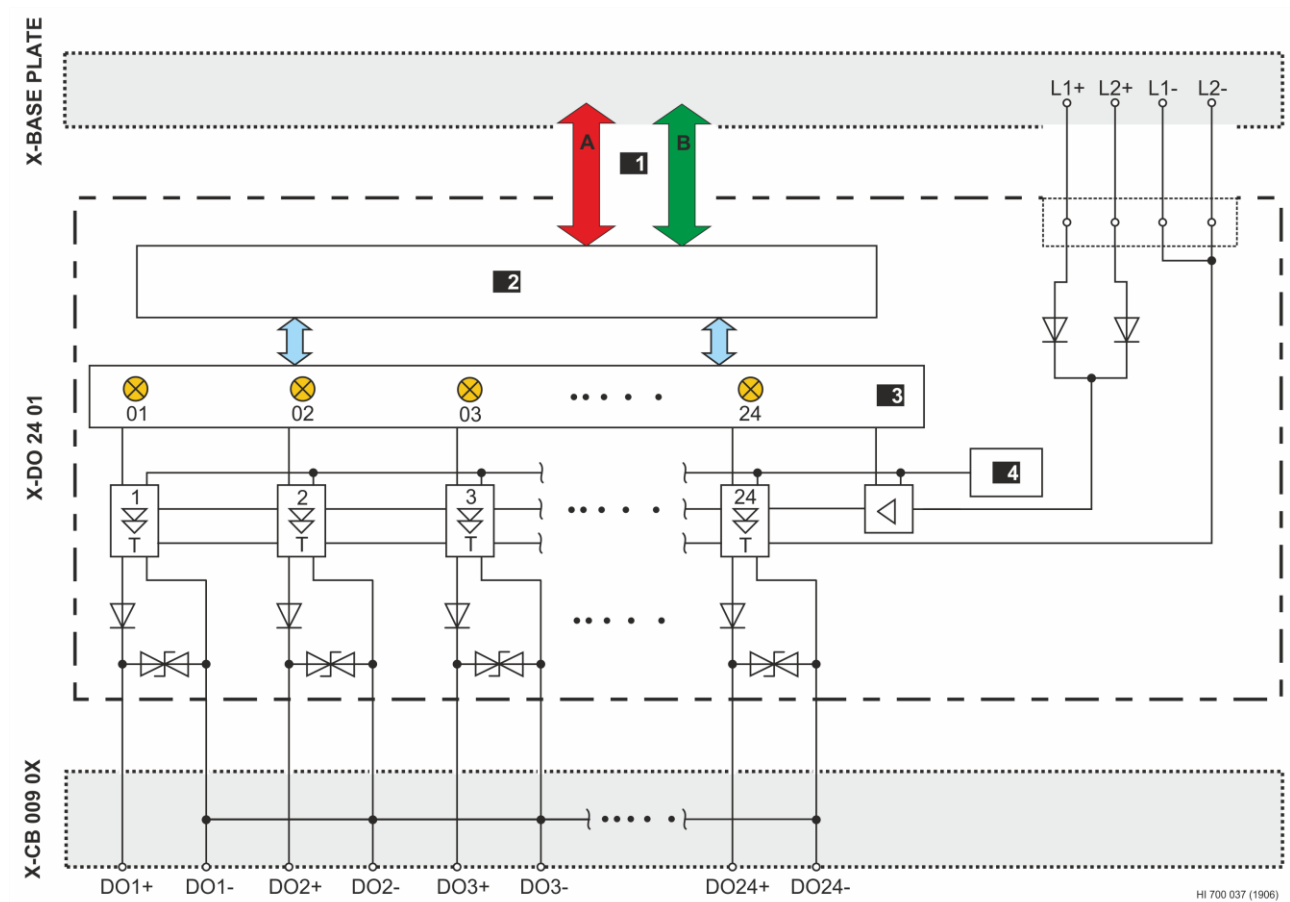 X-BASE PLATE
L1+ L2+ L1- L2-
A B
1
2
X-DO 24 01
01 02 03 24
3
4
1 2 3 24
T T T T
X-CB 009 0X
DO1+ DO1- DO2+ DO2- DO3+ DO3- DO24+ DO24-
HI 700 037 (1906)